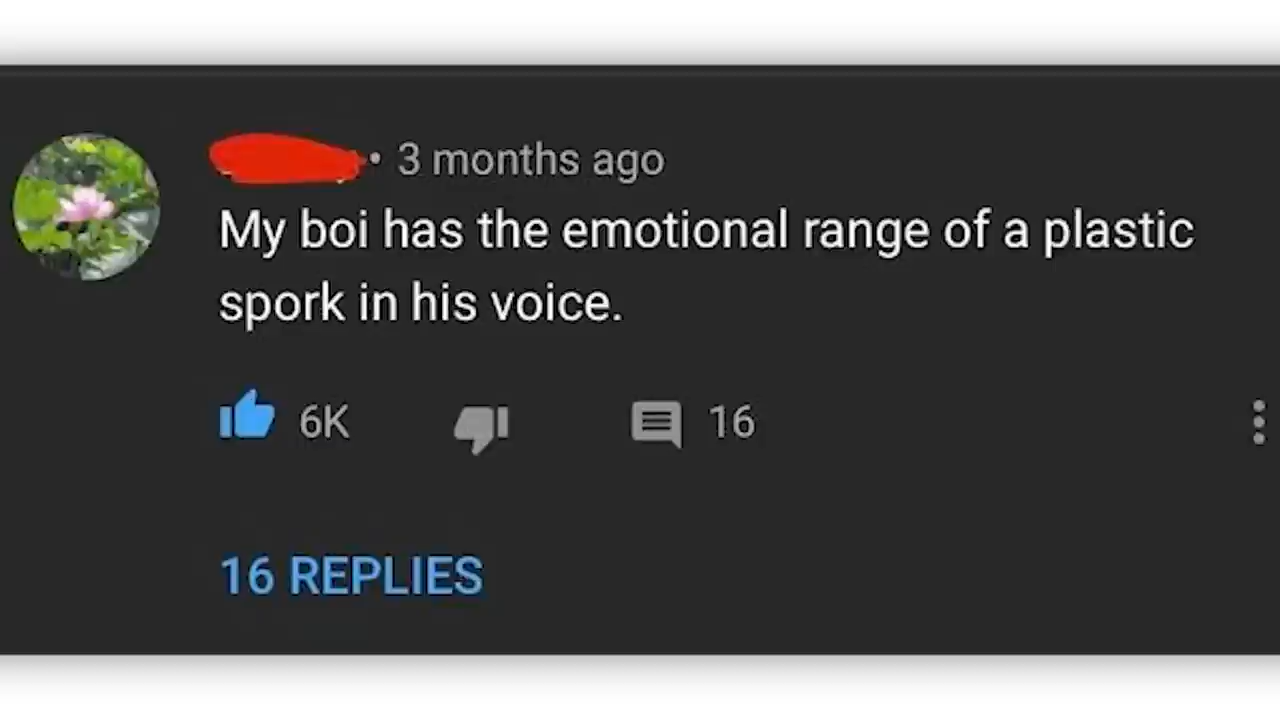 • 3 months ago
My boi has the emotional range of a plastic
spork in his voice.
6K 16
16 REPLIES